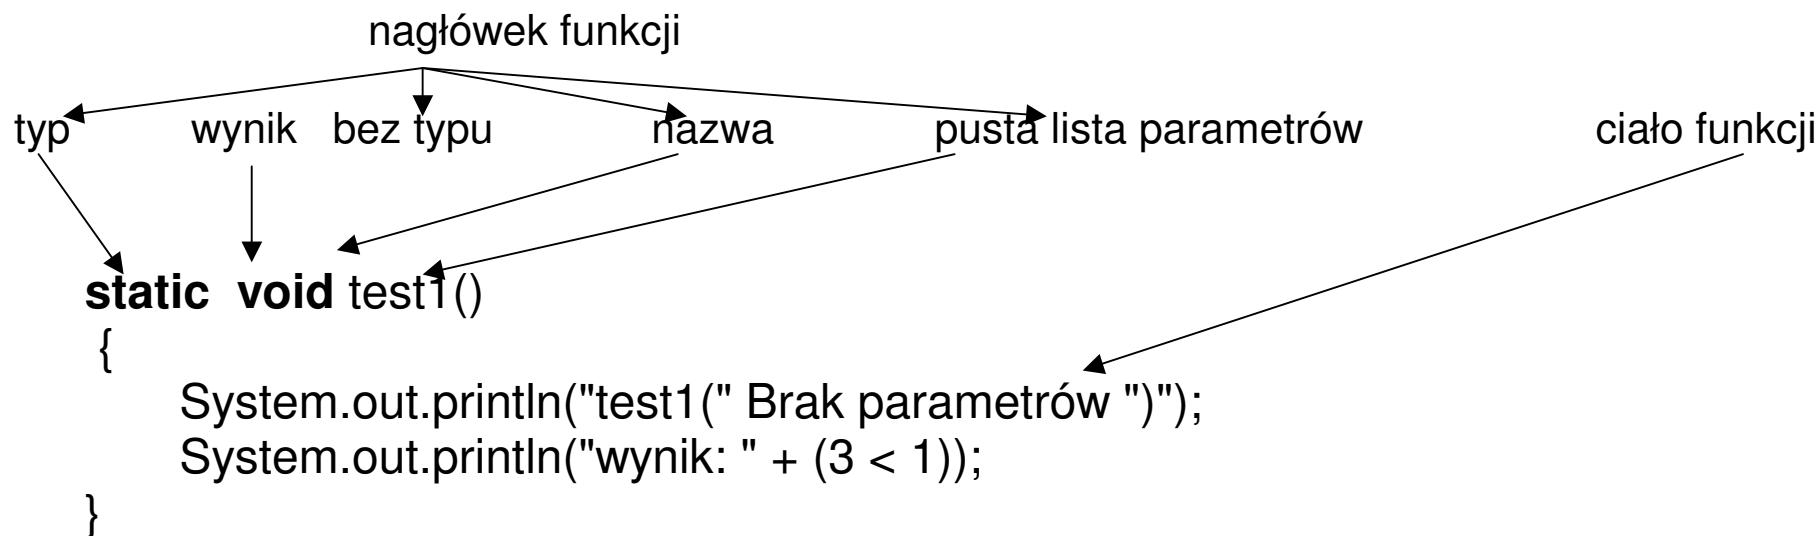 nagłówek funkcji
typ wynik bez typu nazwa pusta lista parametrów ciało funkcji
static void test1()
{
System.out.println("test1(" Brak parametrów ")");
System.out.println("wynik: " + (3 < 1));
}